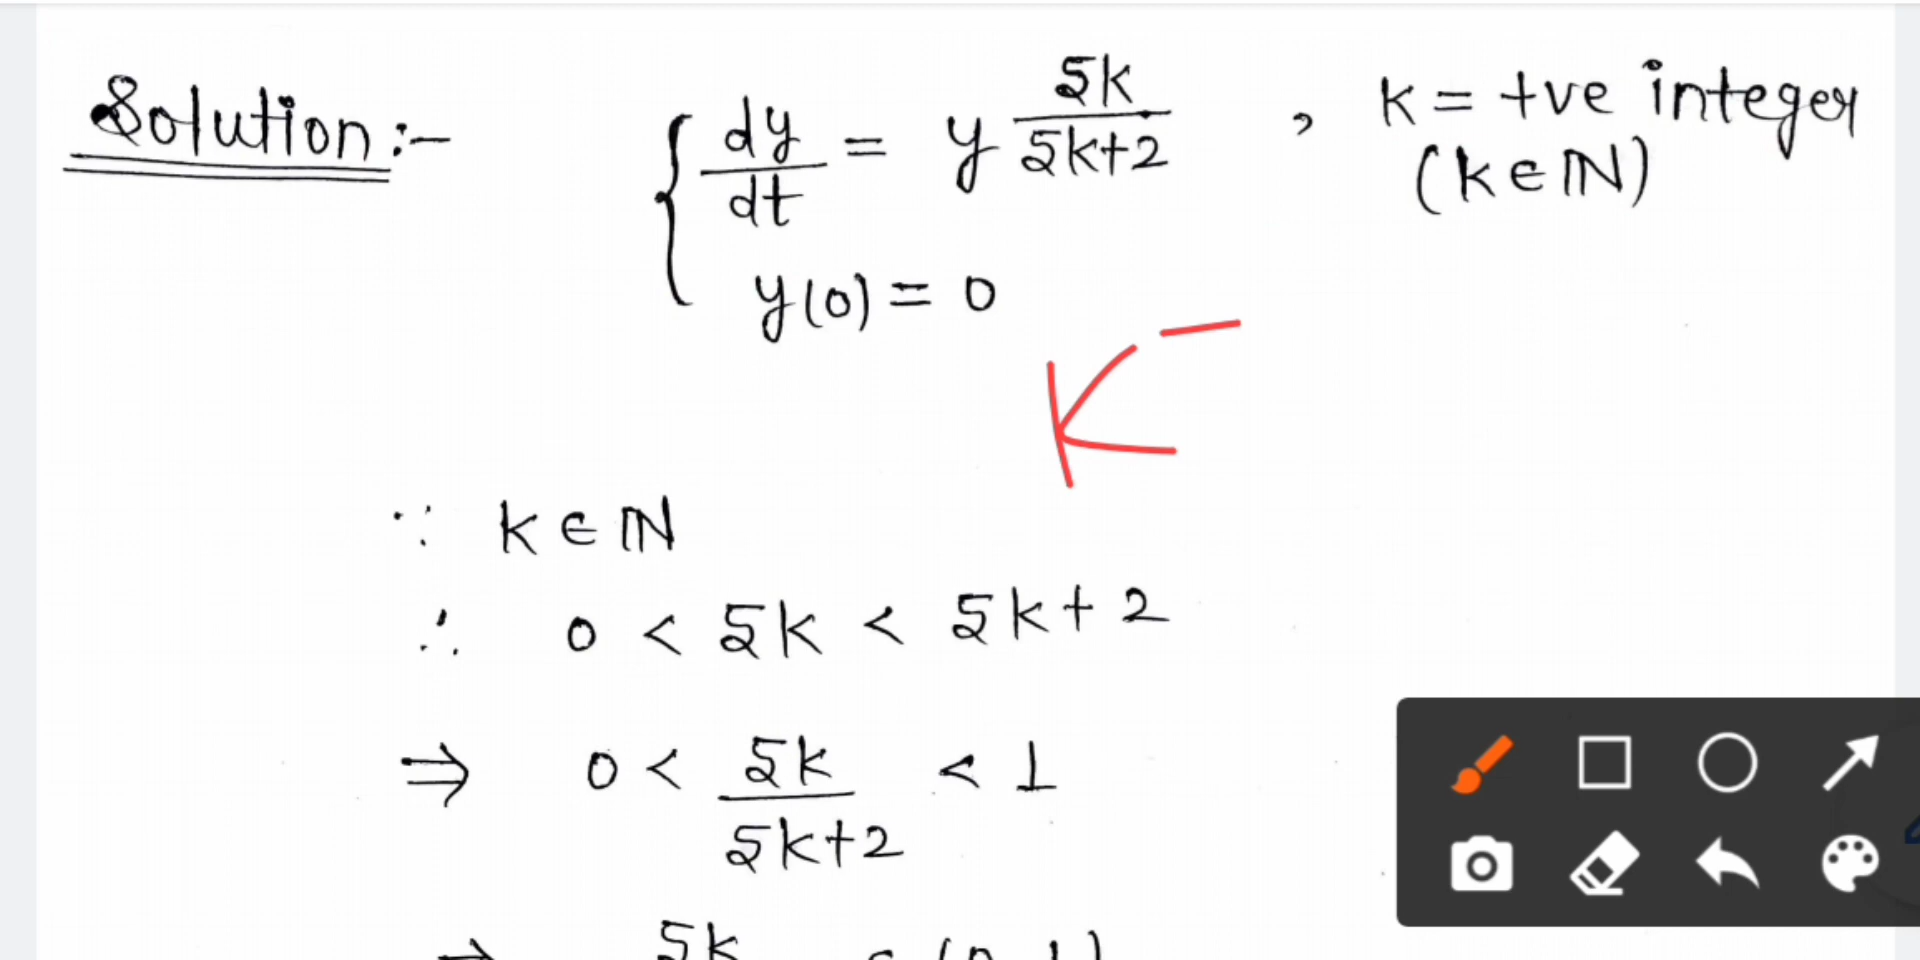 Solution :-
dy/dt = y^(5k/(5k+2)) , k = +ve integer
(k ∈ ℕ)
y(0) = 0
K
∵ k ∈ ℕ
∴ 0 < 5k < 5k+2
⇒ 0 < 5k/(5k+2) < 1
⇒ 5k